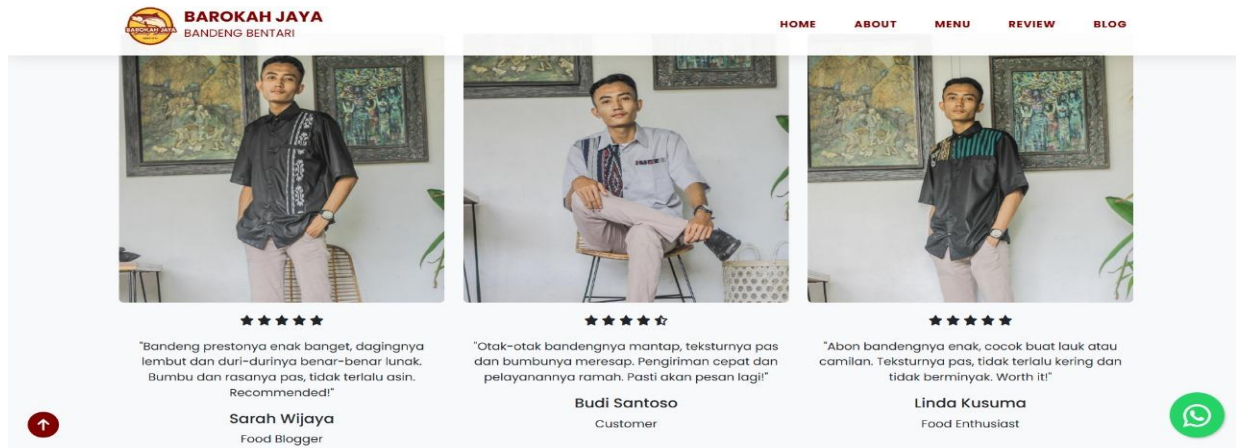 BAROKAH JAYA
BANDENG BENTARI
HOME ABOUT MENU REVIEW BLOG
BAROKAH JAYA
"Bandeng prestonya enak banget, dagingnya
lembut dan duri-durinya benar-benar lunak.
Bumbu dan rasanya pas, tidak terlalu asin.
Recommended!"
Sarah Wijaya
Food Blogger
"Otak-otak bandengnya mantap, teksturnya pas
dan bumbunya meresap. Pengiriman cepat dan
pelayanannya ramah. Pasti akan pesan lagi!"
Budi Santoso
Customer
"Abon bandengnya enak, cocok buat lauk atau
camilan. Teksturnya pas, tidak terlalu kering dan
tidak berminyak. Worth it!"
Linda Kusuma
Food Enthusiast